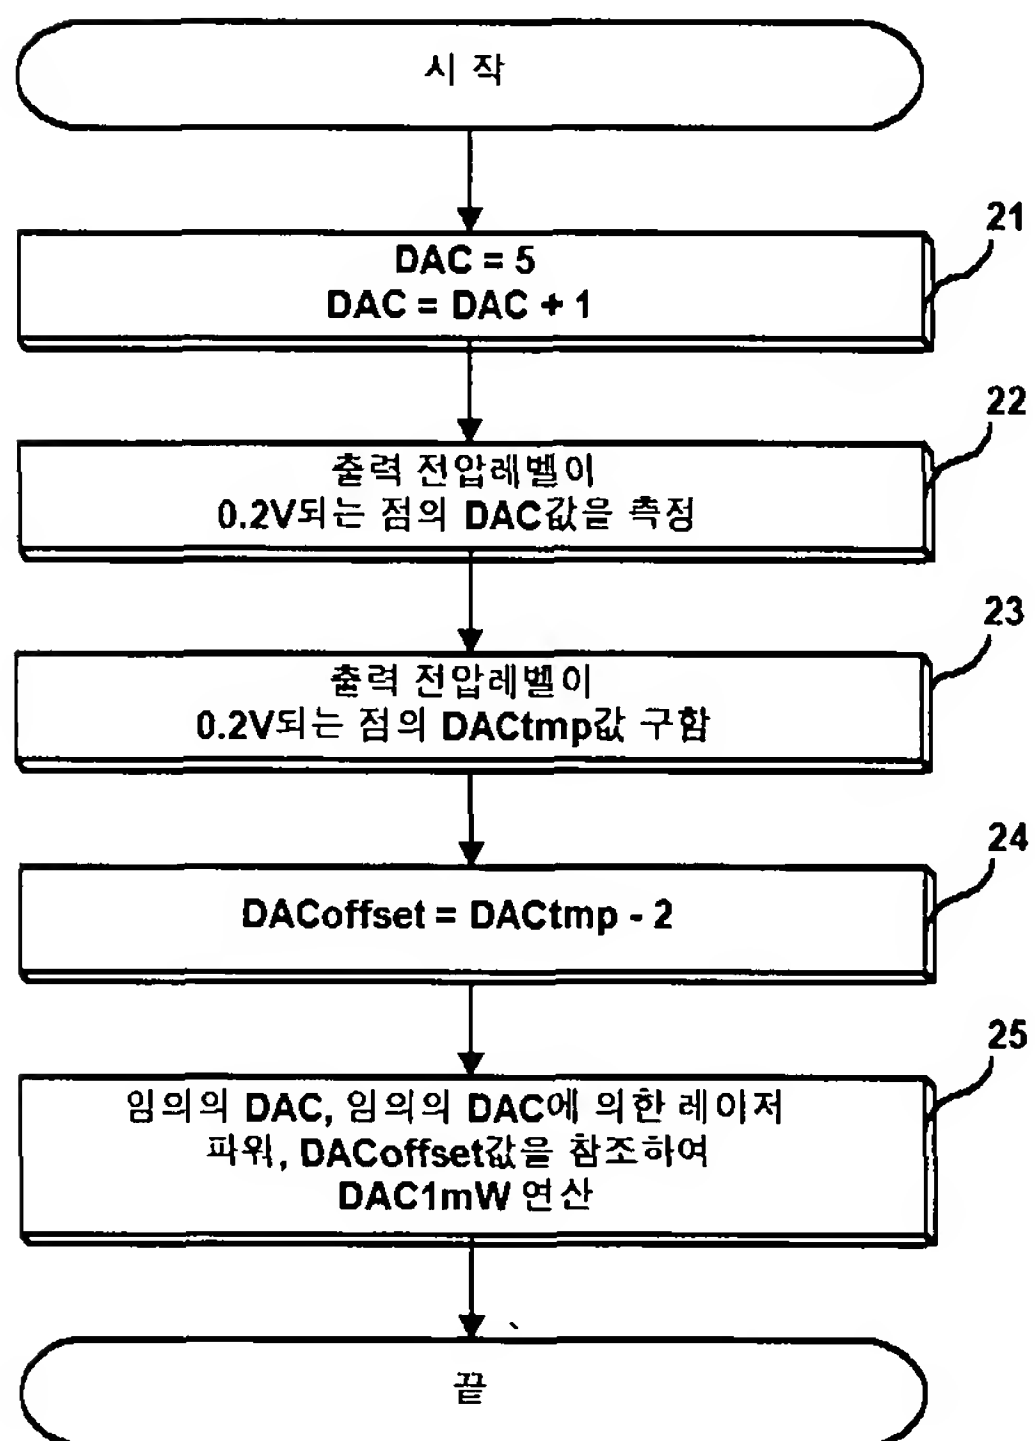 시 작
21
DAC = 5
DAC = DAC + 1
22
출력 전압레벨이
0.2V되는 점의 DAC값을 측정
23
출력 전압레벨이
0.2V되는 점의 DACtmp값 구함
24
DACoffset = DACtmp - 2
25
임의의 DAC, 임의의 DAC에 의한 레이저
파워, DACoffset값을 참조하여
DAC1mW 연산
끝